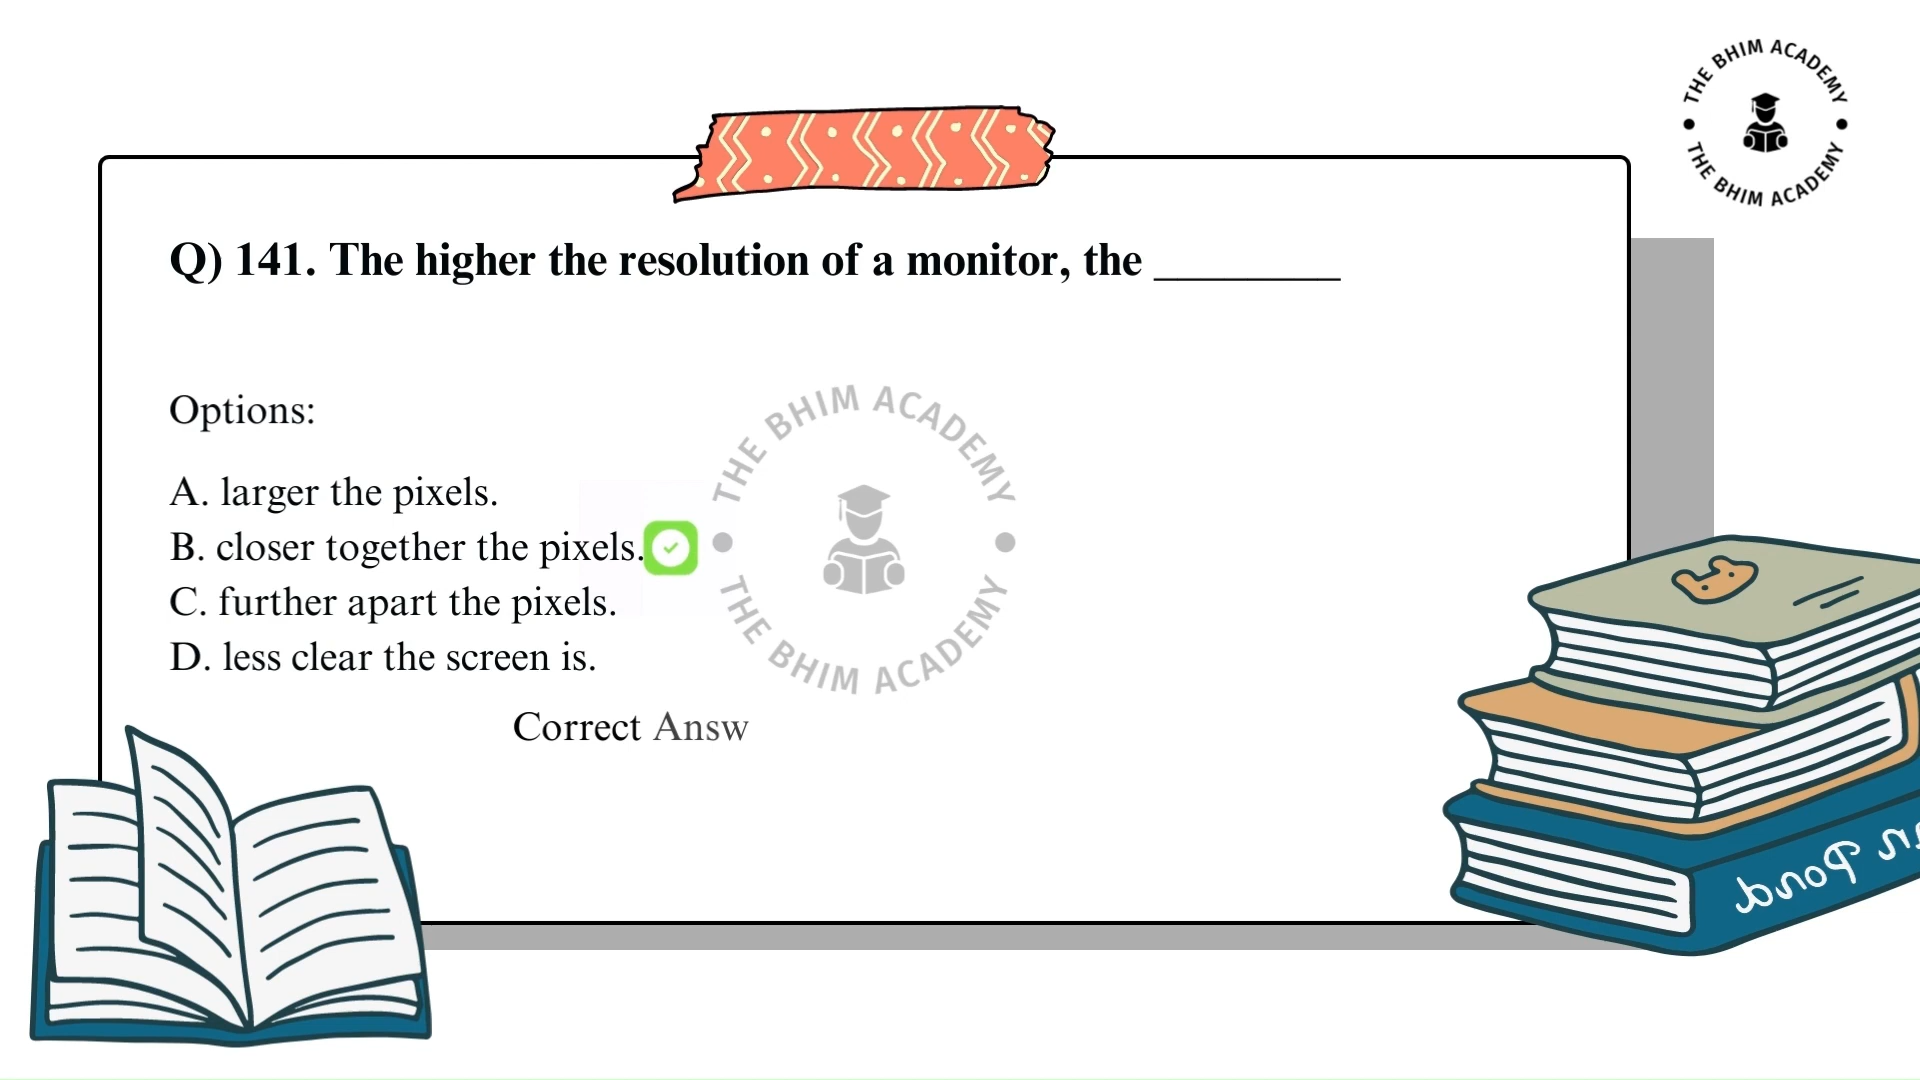 THE BHIM ACADEMY
THE BHIM ACADEMY
Q) 141. The higher the resolution of a monitor, the ________
Options:
A. larger the pixels.
B. closer together the pixels.
C. further apart the pixels.
D. less clear the screen is.
THE BHIM ACADEMY
THE BHIM ACADEMY
Correct Answ
Pond